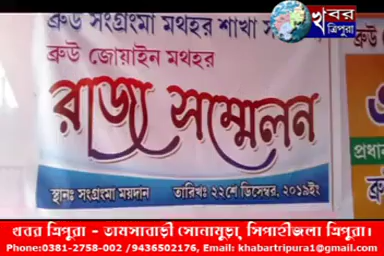 ব্রুউ সংগ্রংমা মথহর শাখা স
খবর
ত্রিপুরা
ব্রুউ জোয়াইন মথহর
রাজ্য সম্মেলন
প্রধান
স্থানঃ সংগ্রংমা ময়দান তারিখঃ ২২শে ডিসেম্বর, ২০১৯ইং
খবর ত্রিপুরা - তামসাবাড়ী সোনামুড়া, সিপাহীজলা ত্রিপুরা।
Phone:0381-2758-002 /9436502176, Email: khabartripura1@gmail.com